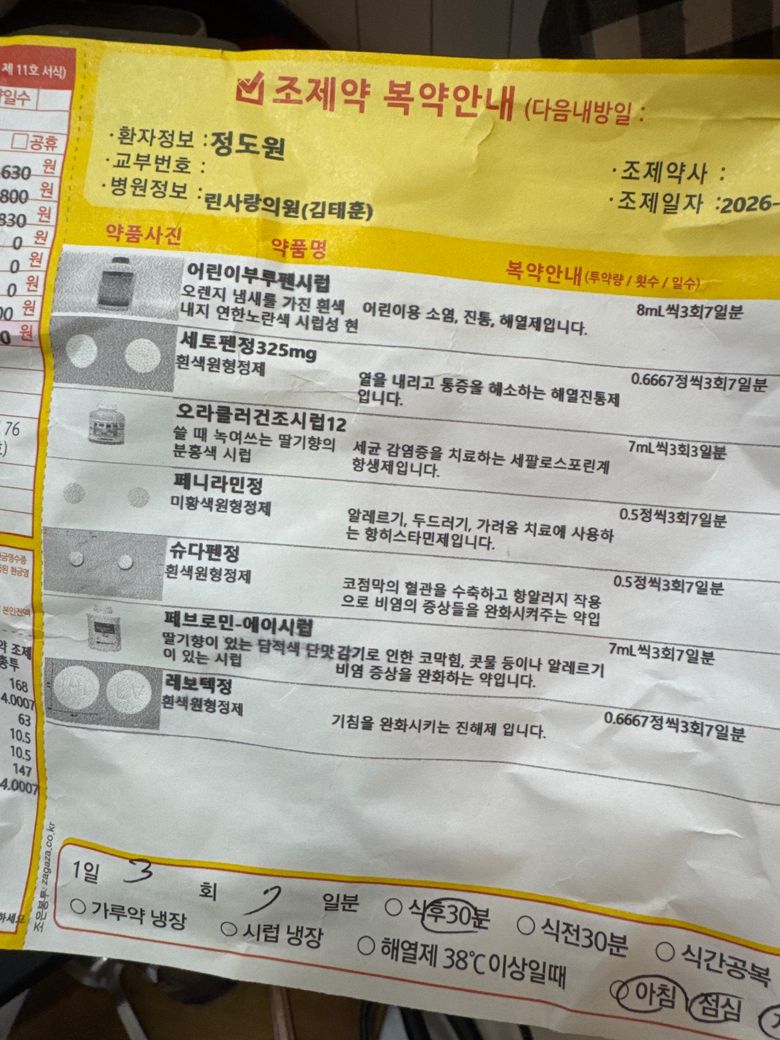 제 11호 서식)
일수
□공휴
630 원
800 원
830 원
0 원
0 원
0 원
00 원
0 원
76
조제약 복약안내 (다음내방일 :
·환자정보 :정도원
·교부번호 :
·병원정보 :린사랑의원(김태훈)
·조제약사 :
·조제일자 :2026-
약품사진 약품명 복약안내(투약량 / 횟수 / 일수)
어린이부루펜시럽
오렌지 냄새를 가진 흰색
내지 연한노란색 시럽성 현
어린이용 소염, 진통, 해열제입니다.
8mL씩3회7일분
세토펜정325mg
흰색원형정제
열을 내리고 통증을 해소하는 해열진통제
입니다.
0.6667정씩3회7일분
오라클러건조시럽12
쓸 때 녹여쓰는 딸기향의
분홍색 시럽
세균 감염증을 치료하는 세팔로스포린계
항생제입니다.
7mL씩3회3일분
페니라민정
미황색원형정제
알레르기, 두드러기, 가려움 치료에 사용하
는 항히스타민제입니다.
0.5정씩3회7일분
슈다펜정
흰색원형정제
코점막의 혈관을 수축하고 항알러지 작용
으로 비염의 증상들을 완화시켜주는 약입
0.5정씩3회7일분
페브로민-에이시럽
딸기향이 있는 담적색 단맛
이 있는 시럽
감기로 인한 코막힘, 콧물 등이나 알레르기
비염 증상을 완화하는 약입니다.
7mL씩3회7일분
레보텍정
흰색원형정제
기침을 완화시키는 진해제 입니다.
0.6667정씩3회7일분
약 조제
총투
168
4.0007
63
10.5
10.5
147
4.0007
하세요
조은봉투: zagaza.co.kr
1일 3 회 7 일분 ○ 식후30분 ○ 식전30분 ○ 식간공복
○ 가루약 냉장 ○ 시럽 냉장 ○ 해열제 38℃이상일때 ○ 아침 점심